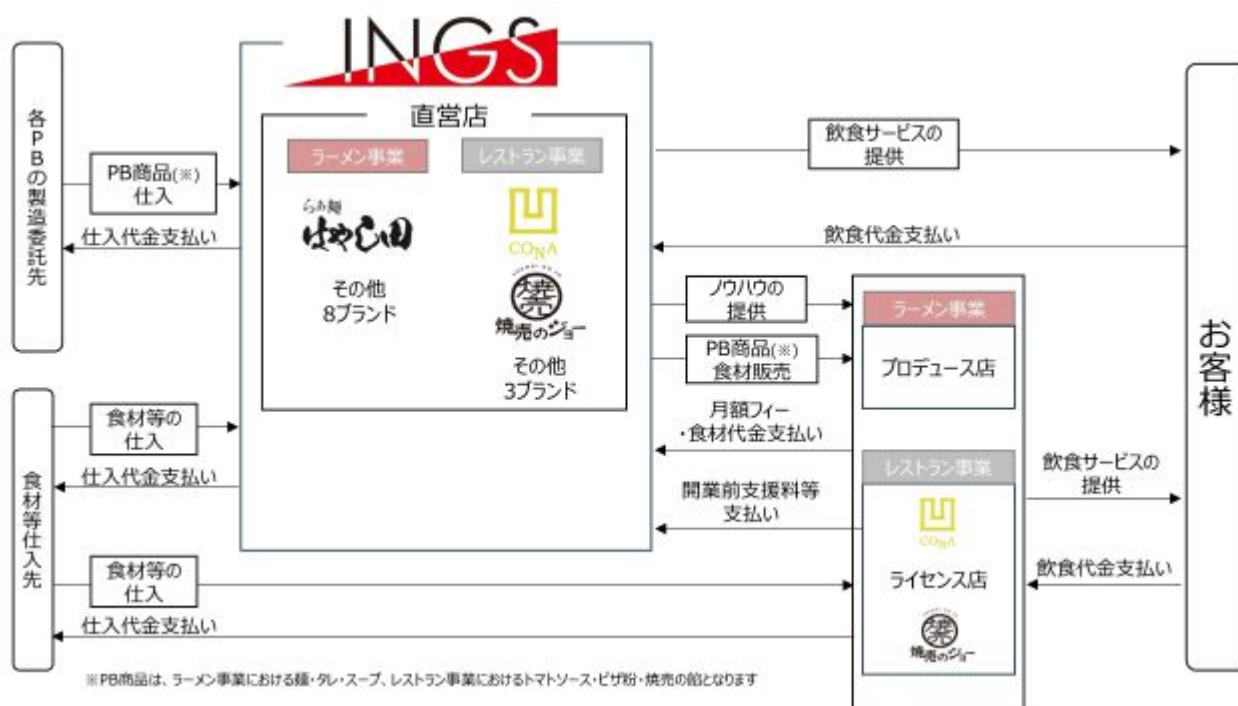 INGS
直営店
ラーメン事業
らぁ麺
はやし田
その他
8ブランド
レストラン事業
CONA
焼売
焼売のジョー
その他
3ブランド
各PBの製造委託先
PB商品(※)
仕入
仕入代金支払い
食材等仕入先
食材等の
仕入
仕入代金支払い
食材等の
仕入
仕入代金支払い
飲食サービスの
提供
飲食代金支払い
ノウハウの
提供
PB商品(※)
食材販売
月額フィー
・食材代金支払い
開業前支援料等
支払い
ラーメン事業
プロデュース店
レストラン事業
CONA
ライセンス店
焼売
焼売のジョー
飲食サービスの
提供
飲食代金支払い
お客様
※PB商品は、ラーメン事業における麺・タレ・スープ、レストラン事業におけるトマトソース・ピザ粉・焼売の餡となります